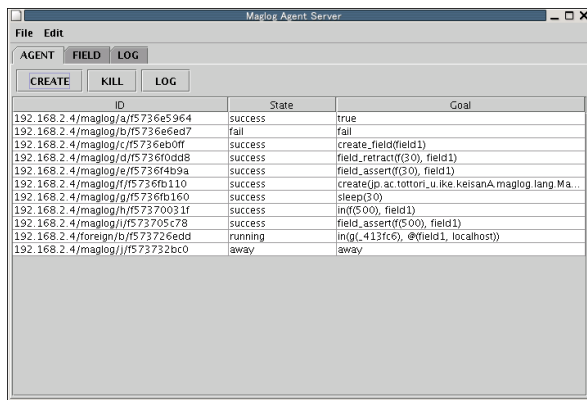 Maglog Agent Server
File Edit
AGENT FIELD LOG
CREATE KILL LOG
ID State Goal
192.168.2.4/maglog/a/f5736e5964 success true
192.168.2.4/maglog/b/f5736e6ed7 fail fail
192.168.2.4/maglog/c/f5736eb0ff success create_field(field1)
192.168.2.4/maglog/d/f5736f0dd8 success field_retract(f(30), field1)
192.168.2.4/maglog/e/f5736f4b9a success field_assert(f(30), field1)
192.168.2.4/maglog/f/f5736fb110 success create(jp.ac.tottori_u.ike.keisanA.maglog.lang.Ma...
192.168.2.4/maglog/g/f5736fb160 success sleep(30)
192.168.2.4/maglog/h/f57370031f success in(f(500), field1)
192.168.2.4/maglog/i/f573705c78 success field_assert(f(500), field1)
192.168.2.4/foreign/b/f573726edd running in(g(_413fc6), @(field1, localhost))
192.168.2.4/maglog/j/f573732bc0 away away